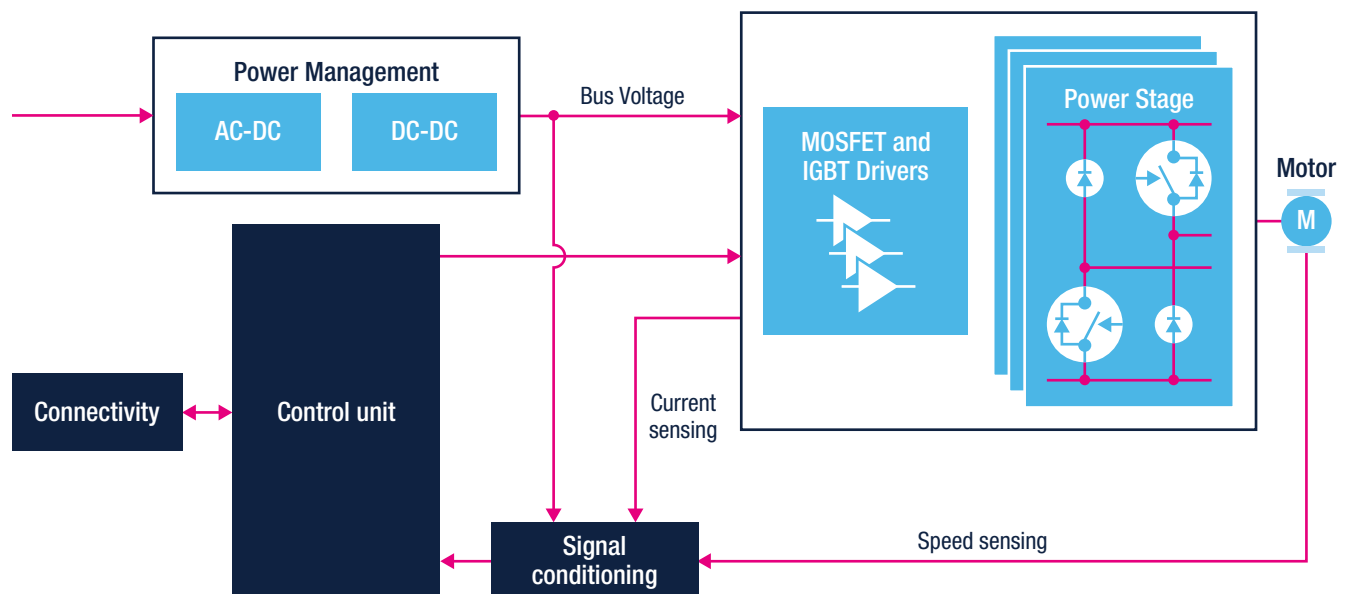 Power Management
AC-DC
DC-DC
Bus Voltage
MOSFET and
IGBT Drivers
Power Stage
Motor
M
Connectivity
Control unit
Current
sensing
Signal
conditioning
Speed sensing